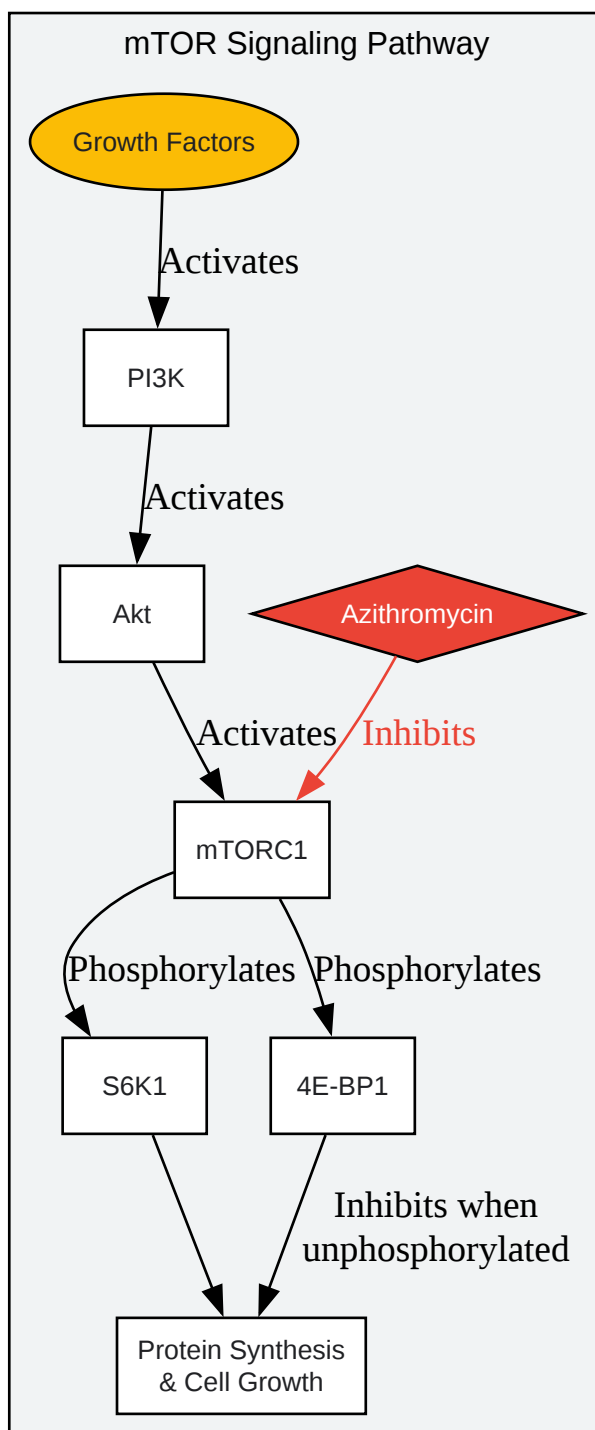 mTOR Signaling Pathway
Growth Factors
Activates
PI3K
Activates
Akt
Azithromycin
Activates
Inhibits
mTORC1
Phosphorylates
Phosphorylates
S6K1
4E-BP1
Inhibits when
unphosphorylated
Protein Synthesis
& Cell Growth